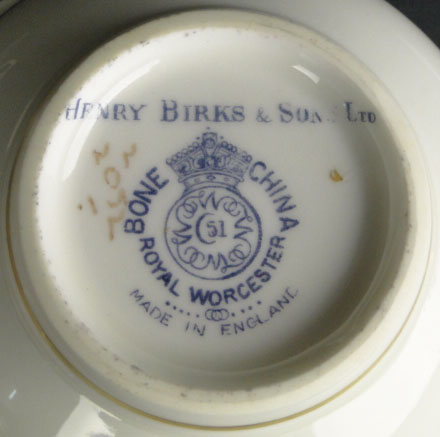 HENRY BIRKS & SONS LTD
BONE CHINA
51
ROYAL WORCESTER
MADE IN ENGLAND